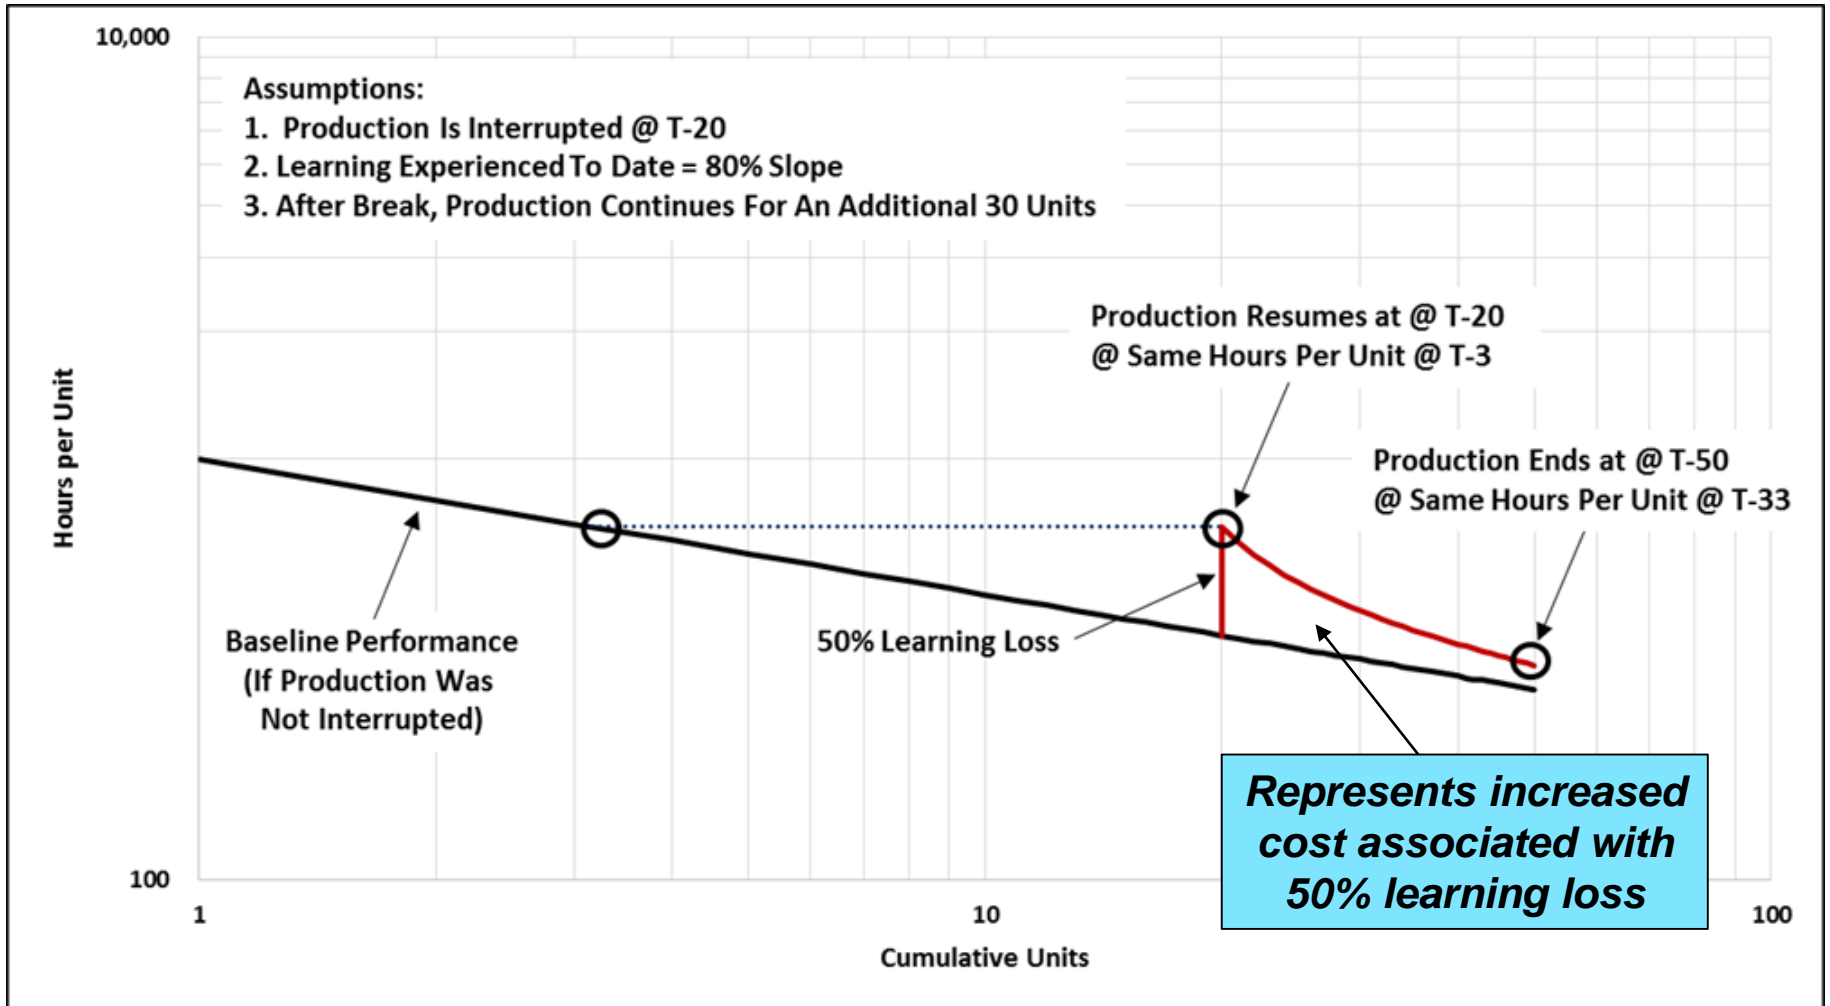 10,000
Assumptions:
1. Production Is Interrupted @ T-20
2. Learning Experienced To Date = 80% Slope
3. After Break, Production Continues For An Additional 30 Units
Production Resumes at @ T-20
@ Same Hours Per Unit @ T-3
Production Ends at @ T-50
@ Same Hours Per Unit @ T-33
Hours per Unit
Baseline Performance
(If Production Was
Not Interrupted)
50% Learning Loss
Represents increased
cost associated with
50% learning loss
100
1
10
100
Cumulative Units